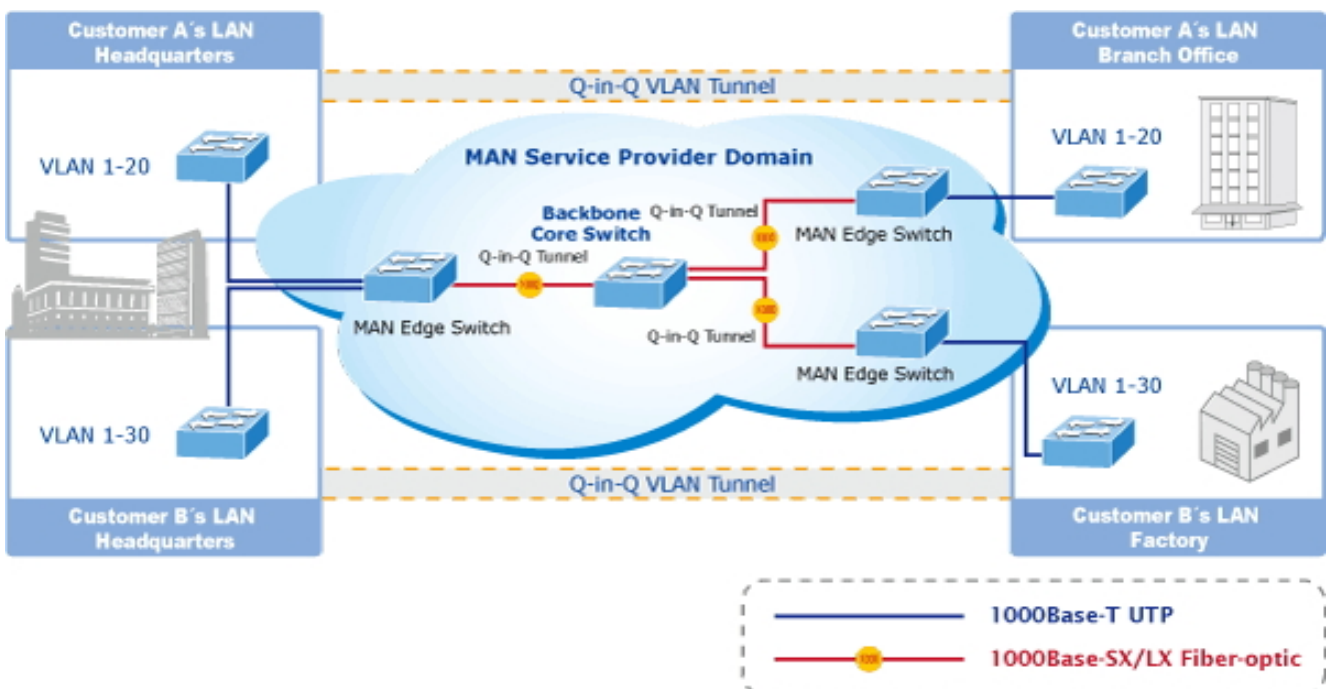 Customer A´s LAN
Headquarters
Customer A´s LAN
Branch Office
Q-in-Q VLAN Tunnel
VLAN 1-20
MAN Service Provider Domain
VLAN 1-20
Backbone
Core Switch
Q-in-Q Tunnel
MAN Edge Switch
Q-in-Q Tunnel
MAN Edge Switch
Q-in-Q Tunnel
MAN Edge Switch
VLAN 1-30
VLAN 1-30
Q-in-Q VLAN Tunnel
Customer B´s LAN
Headquarters
Customer B´s LAN
Factory
1000Base-T UTP
1000Base-SX/LX Fiber-optic